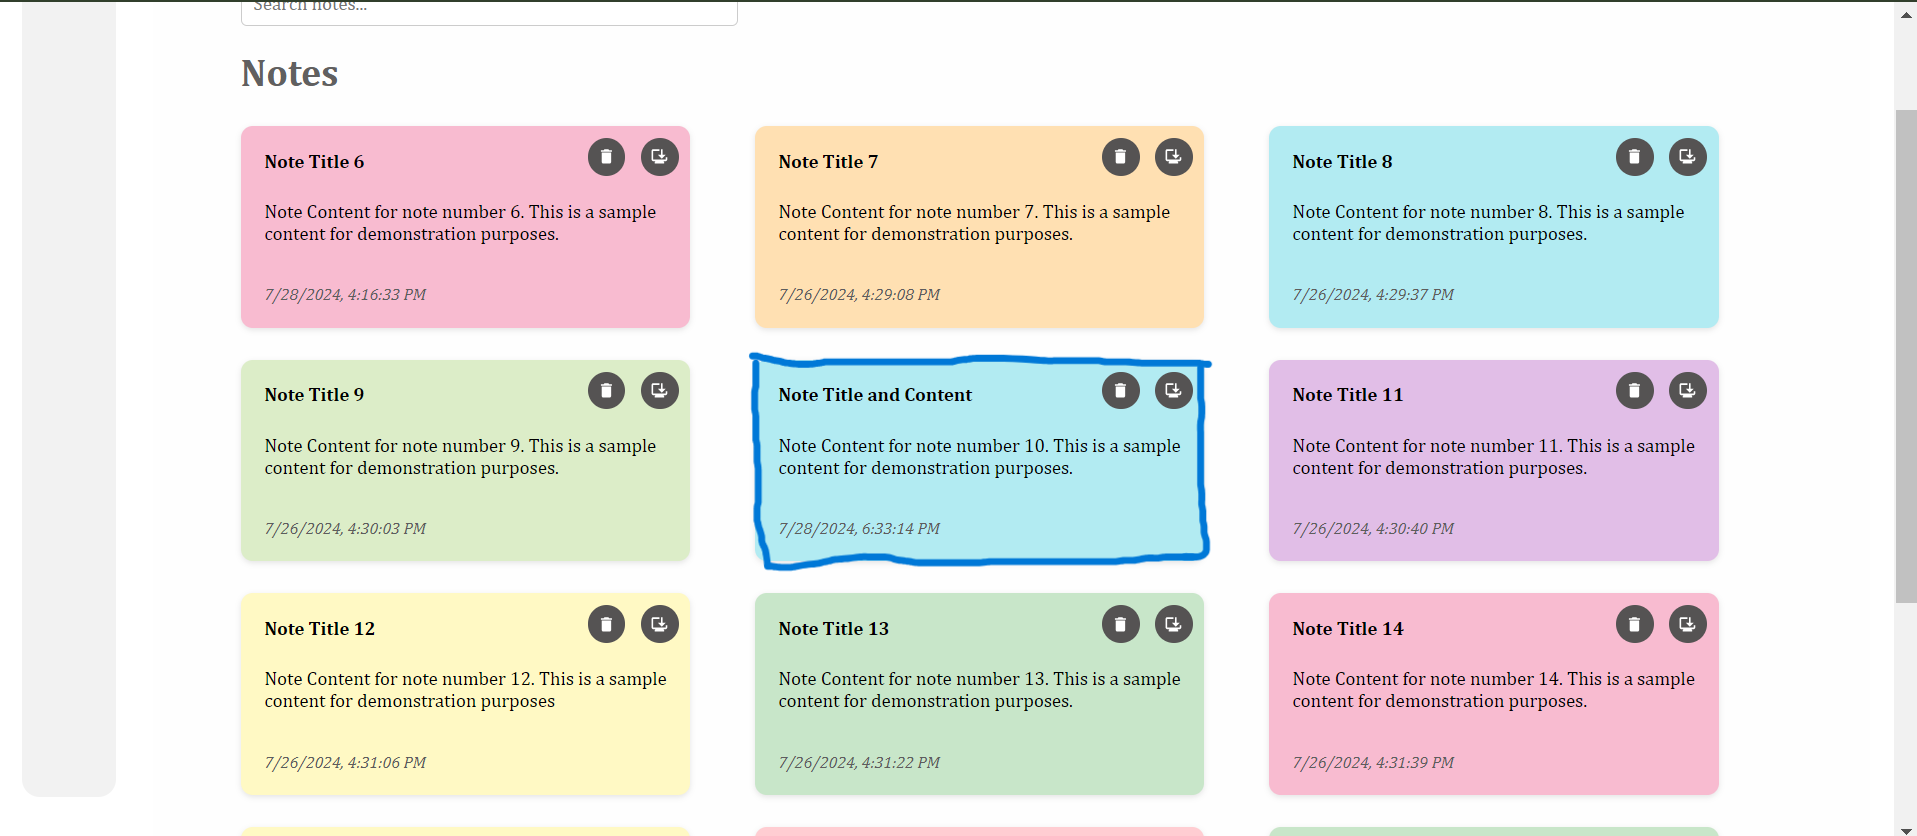 Search notes...
Notes
Note Title 6
Note Content for note number 6. This is a sample
content for demonstration purposes.
7/28/2024, 4:16:33 PM
Note Title 7
Note Content for note number 7. This is a sample
content for demonstration purposes.
7/26/2024, 4:29:08 PM
Note Title 8
Note Content for note number 8. This is a sample
content for demonstration purposes.
7/26/2024, 4:29:37 PM
Note Title 9
Note Content for note number 9. This is a sample
content for demonstration purposes.
7/26/2024, 4:30:03 PM
Note Title and Content
Note Content for note number 10. This is a sample
content for demonstration purposes.
7/28/2024, 6:33:14 PM
Note Title 11
Note Content for note number 11. This is a sample
content for demonstration purposes.
7/26/2024, 4:30:40 PM
Note Title 12
Note Content for note number 12. This is a sample
content for demonstration purposes
7/26/2024, 4:31:06 PM
Note Title 13
Note Content for note number 13. This is a sample
content for demonstration purposes.
7/26/2024, 4:31:22 PM
Note Title 14
Note Content for note number 14. This is a sample
content for demonstration purposes.
7/26/2024, 4:31:39 PM